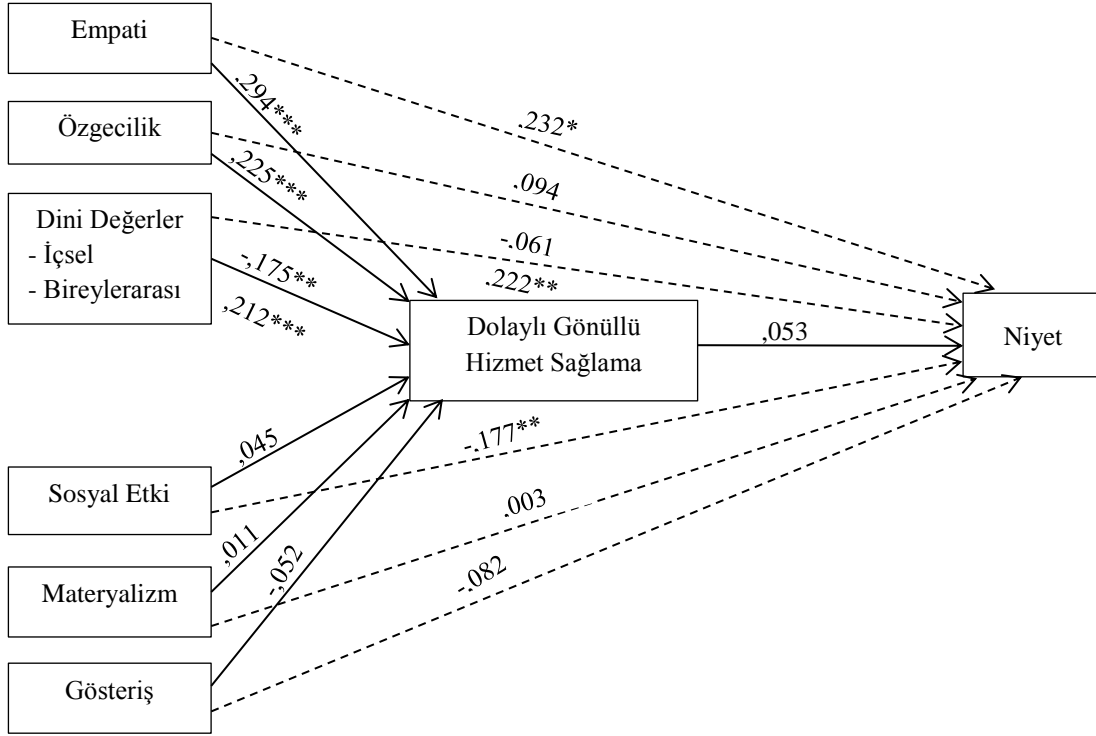 Empati
.294***
.232*
Özgecilik
,225***
.094
Dini Değerler
- İçsel
- Bireylerarası
-,175**
,212***
-.061
.222**
Dolaylı Gönüllü
Hizmet Sağlama
,053
Niyet
Sosyal Etki
,045
-.177**
Materyalizm
,011
.003
Gösteriş
-,052
-.082